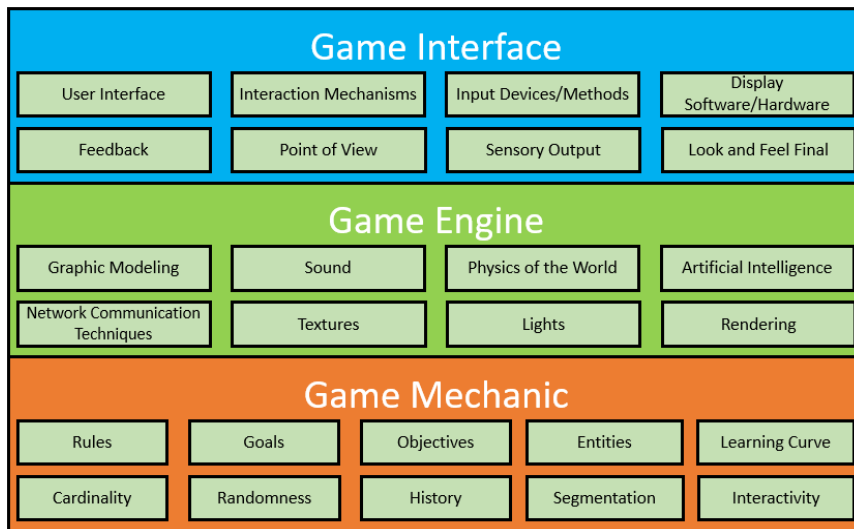 Game Interface
User Interface
Interaction Mechanisms
Input Devices/Methods
Display
Software/Hardware
Feedback
Point of View
Sensory Output
Look and Feel Final
Game Engine
Graphic Modeling
Sound
Physics of the World
Artificial Intelligence
Network Communication
Techniques
Textures
Lights
Rendering
Game Mechanic
Rules
Goals
Objectives
Entities
Learning Curve
Cardinality
Randomness
History
Segmentation
Interactivity